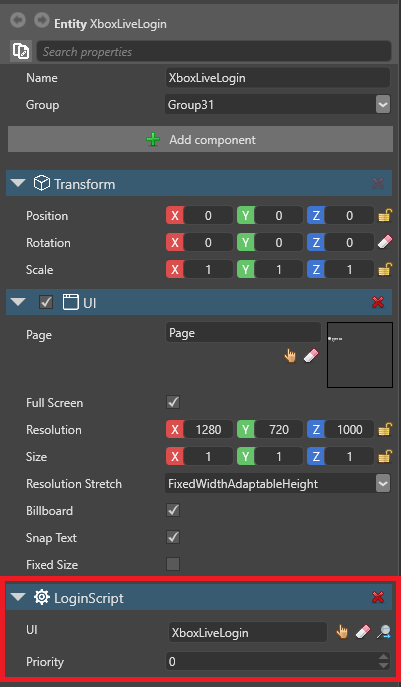 Entity XboxLiveLogin
Search properties
Name XboxLiveLogin
Group Group31
Add component
Transform
Position X 0 Y 0 Z 0
Rotation X 0 Y 0 Z 0
Scale X 1 Y 1 Z 1
UI
Page Page
Full Screen
Resolution X 1280 Y 720 Z 1000
Size X 1 Y 1 Z 1
Resolution Stretch FixedWidthAdaptableHeight
Billboard
Snap Text
Fixed Size
LoginScript
UI XboxLiveLogin
Priority 0